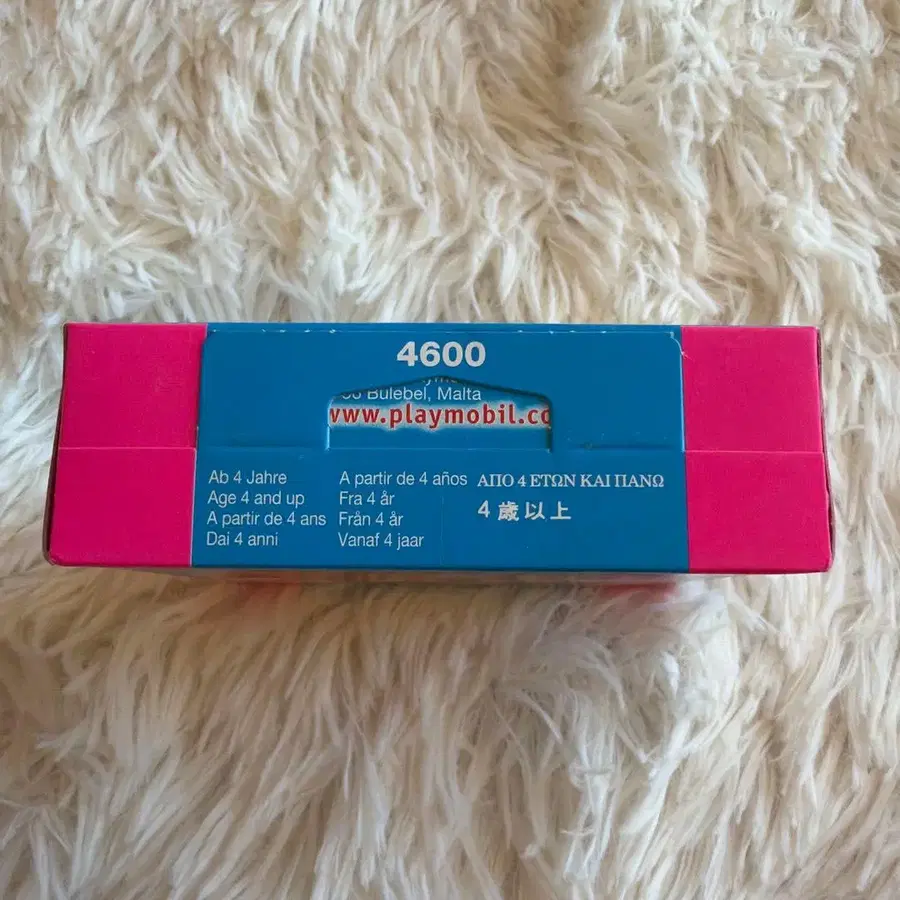 4600
Bulebel, Malta
www.playmobil.co
Ab 4 Jahre
Age 4 and up
A partir de 4 ans
Dai 4 anni
A partir de 4 años
Fra 4 år
Från 4 år
Vanaf 4 jaar
ΑΠΟ 4 ΕΤΩΝ ΚΑΙ ΠΑΝΩ
4歲以上